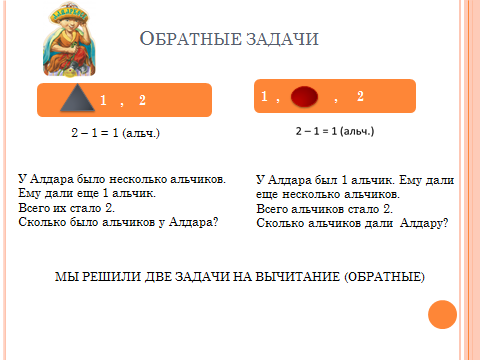 ОБРАТНЫЕ ЗАДАЧИ
1 , 2
2 – 1 = 1 (альч.)
У Алдара было несколько альчиков.
Ему дали еще 1 альчик.
Всего их стало 2.
Сколько было альчиков у Алдара?
1 , , 2
2 – 1 = 1 (альч.)
У Алдара был 1 альчик. Ему дали
еще несколько альчиков.
Всего альчиков стало 2.
Сколько альчиков дали Алдару?
МЫ РЕШИЛИ ДВЕ ЗАДАЧИ НА ВЫЧИТАНИЕ (ОБРАТНЫЕ)